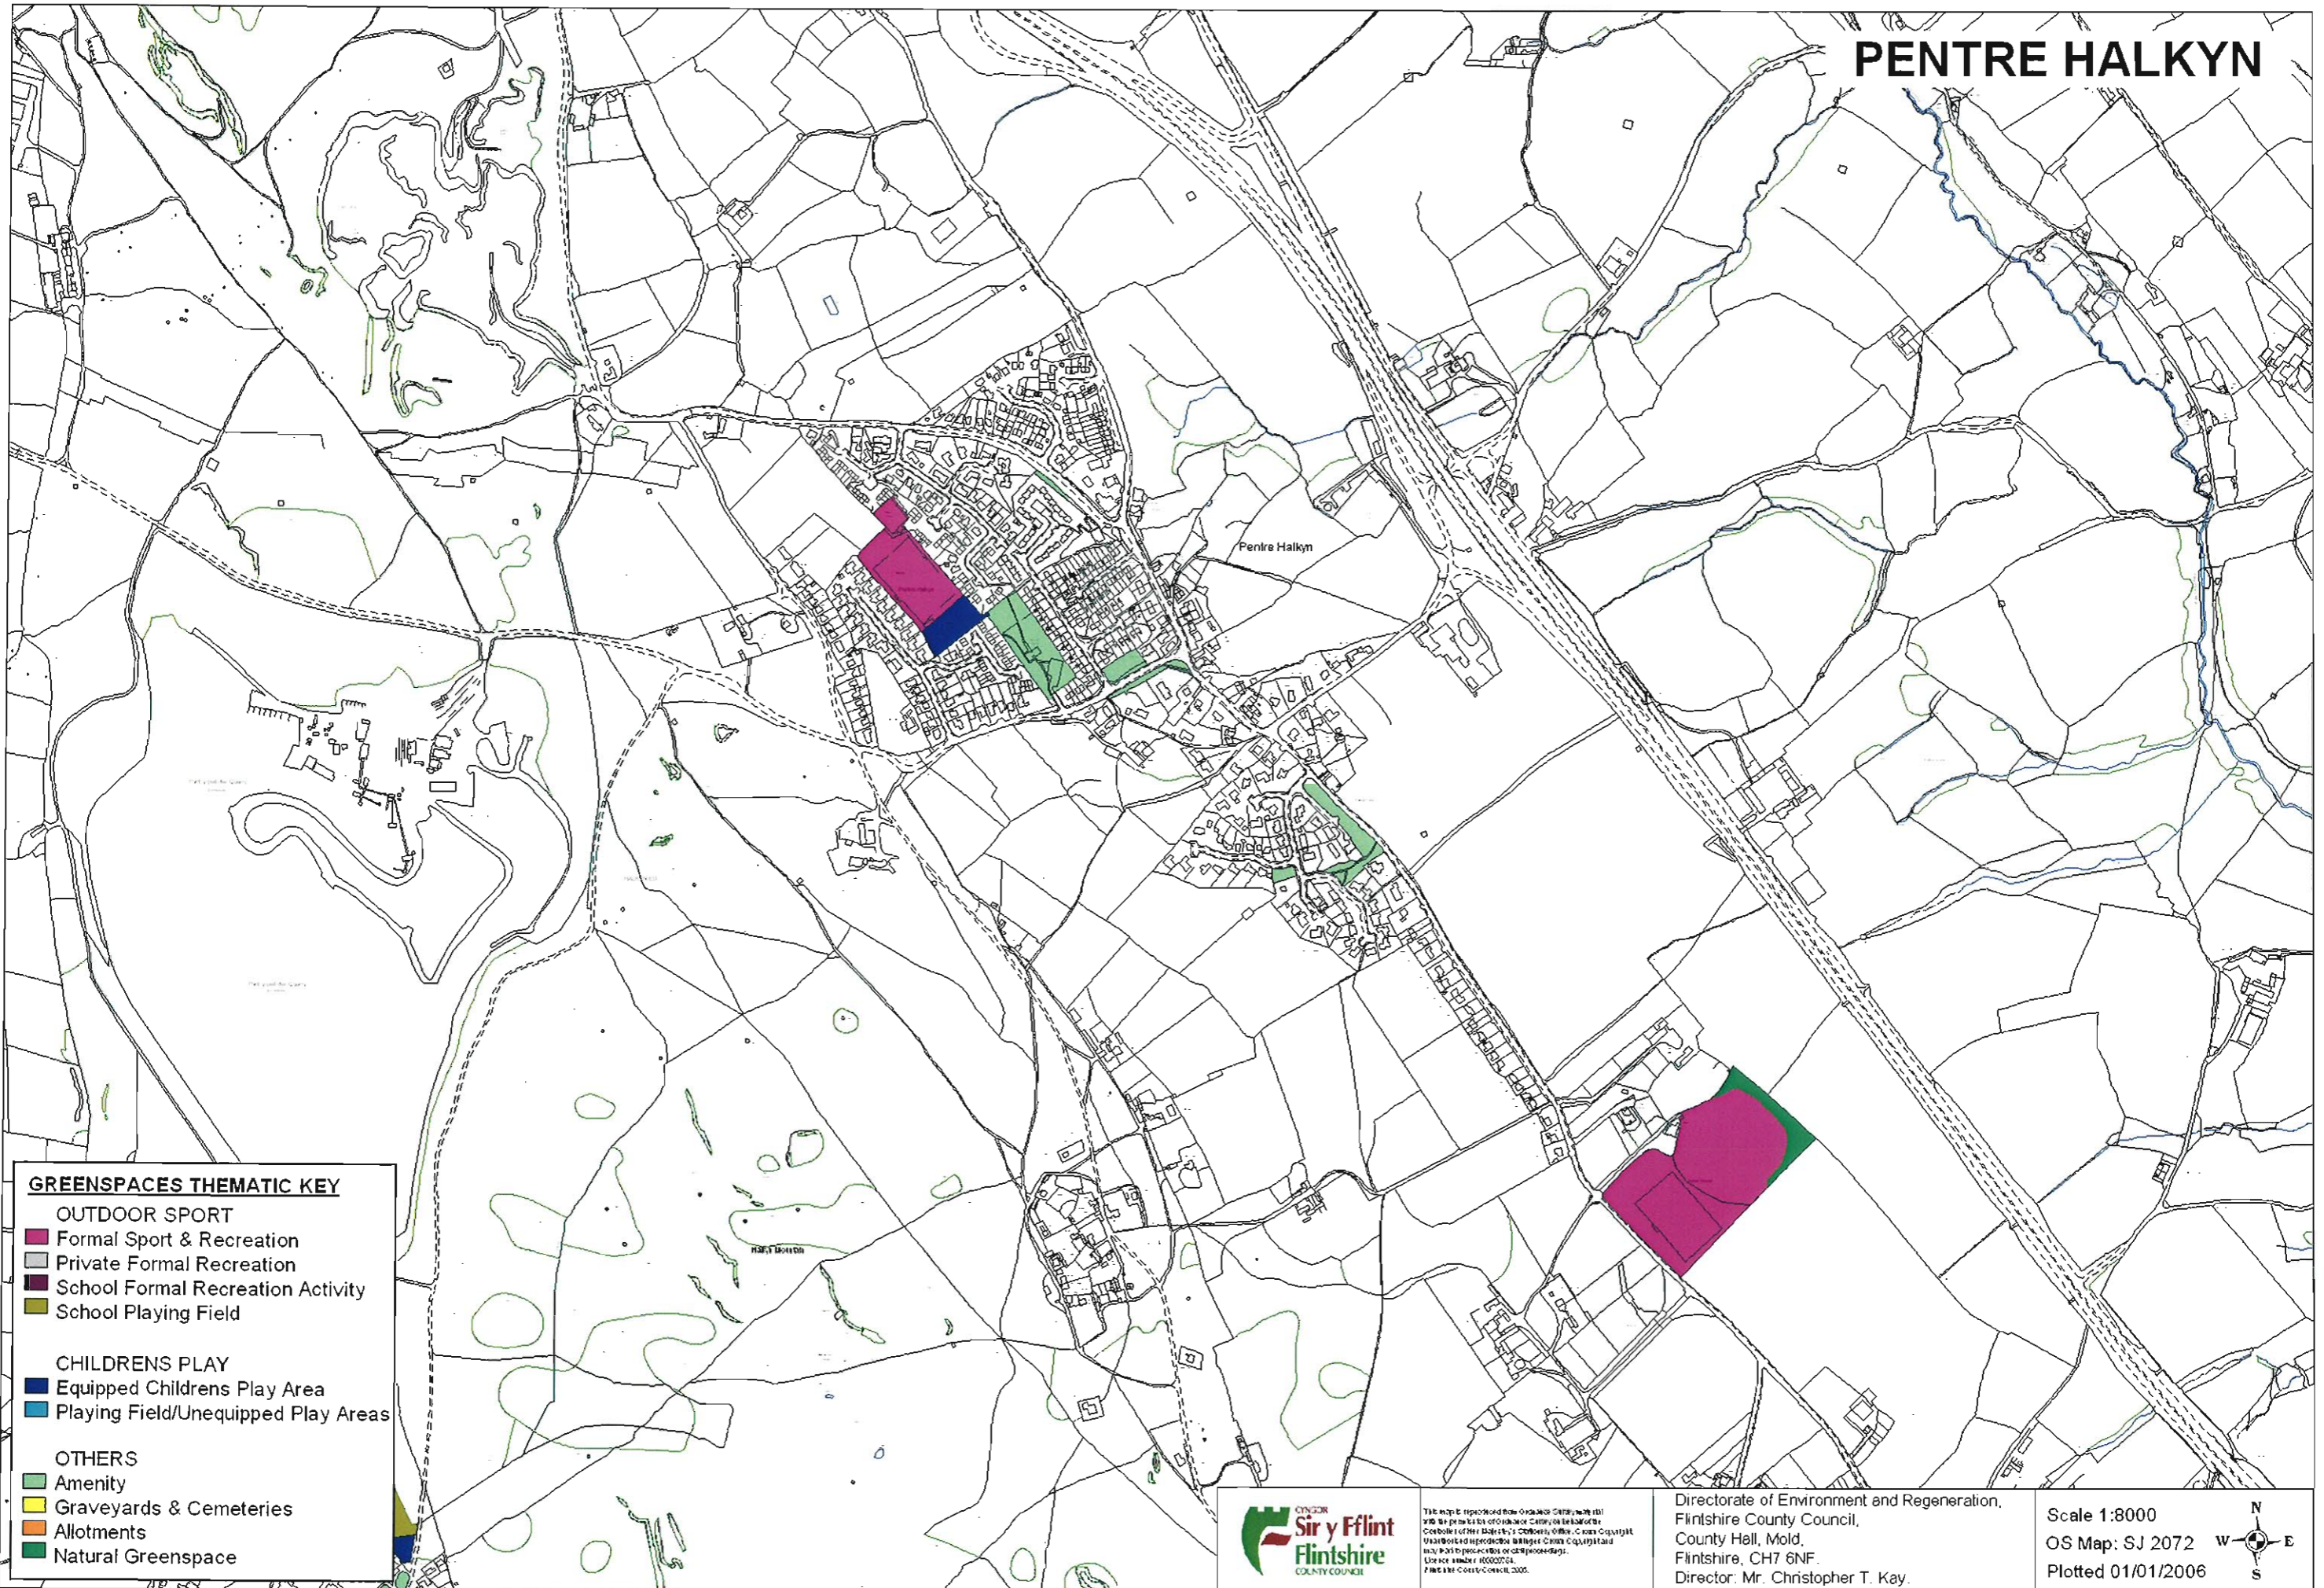 PENTRE HALKYN
Pentre Halkyn
GREENSPACES THEMATIC KEY
OUTDOOR SPORT
Formal Sport & Recreation
Private Formal Recreation
School Formal Recreation Activity
School Playing Field
CHILDRENS PLAY
Equipped Childrens Play Area
Playing Field/Unequipped Play Areas
OTHERS
Amenity
Graveyards & Cemeteries
Allotments
Natural Greenspace
CYNGOR
Sir y Fflint
Flintshire
COUNTY COUNCIL
Directorate of Environment and Regeneration,
Flintshire County Council,
County Hall, Mold,
Flintshire, CH7 6NF.
Director: Mr. Christopher T. Kay.
Scale 1:8000
OS Map: SJ 2072
Plotted 01/01/2006
N
W E
S